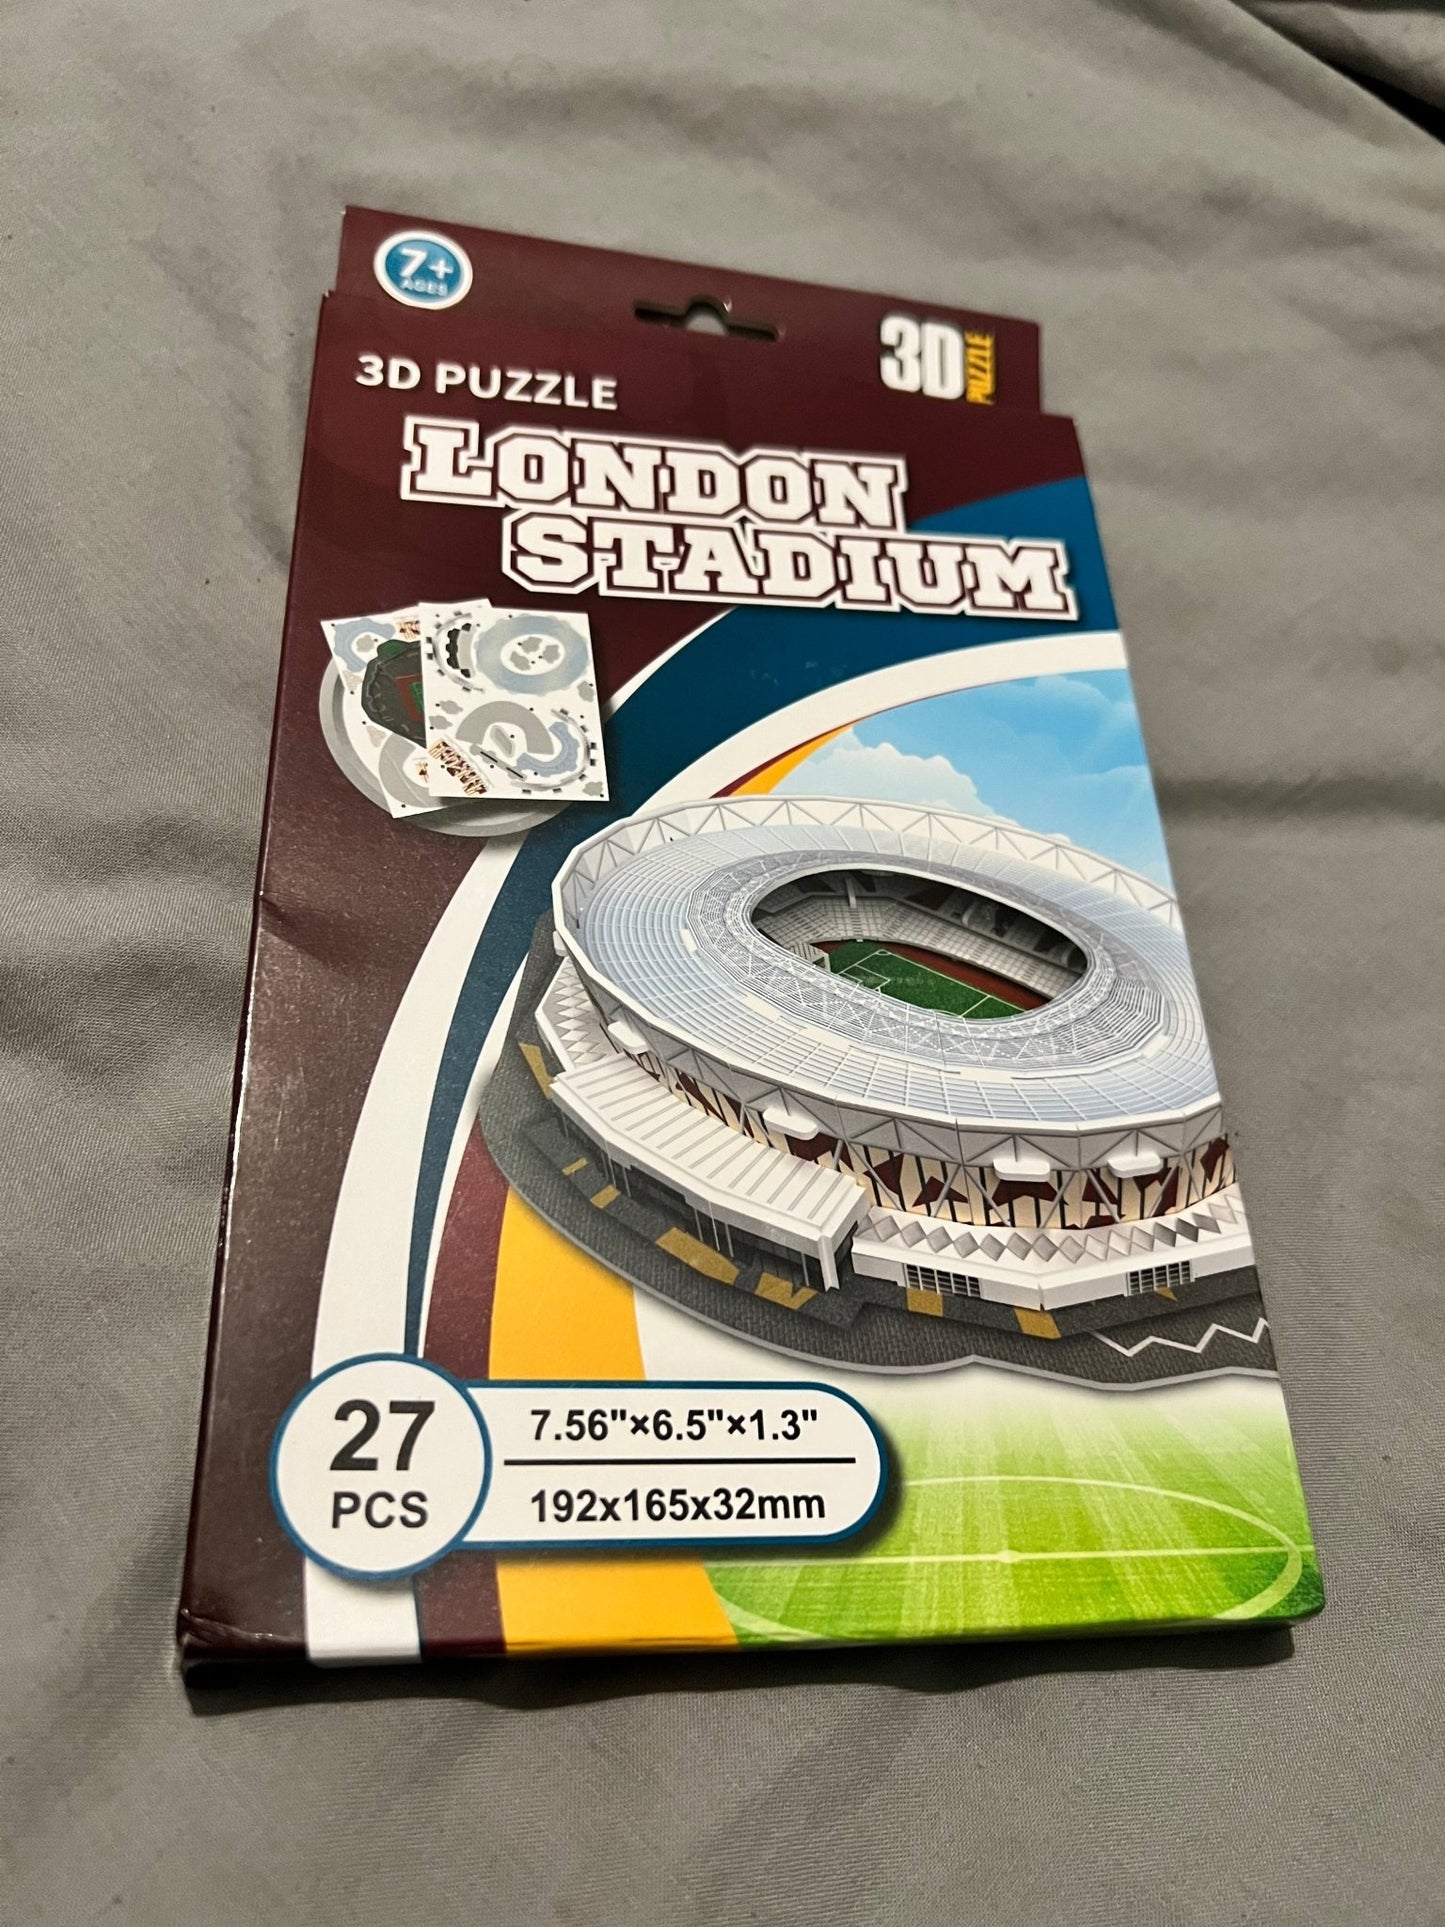 7+
AGES
3D PUZZLE
3D PUZZLE
LONDON
STADIUM
27
PCS
7.56"×6.5"×1.3"
192x165x32mm